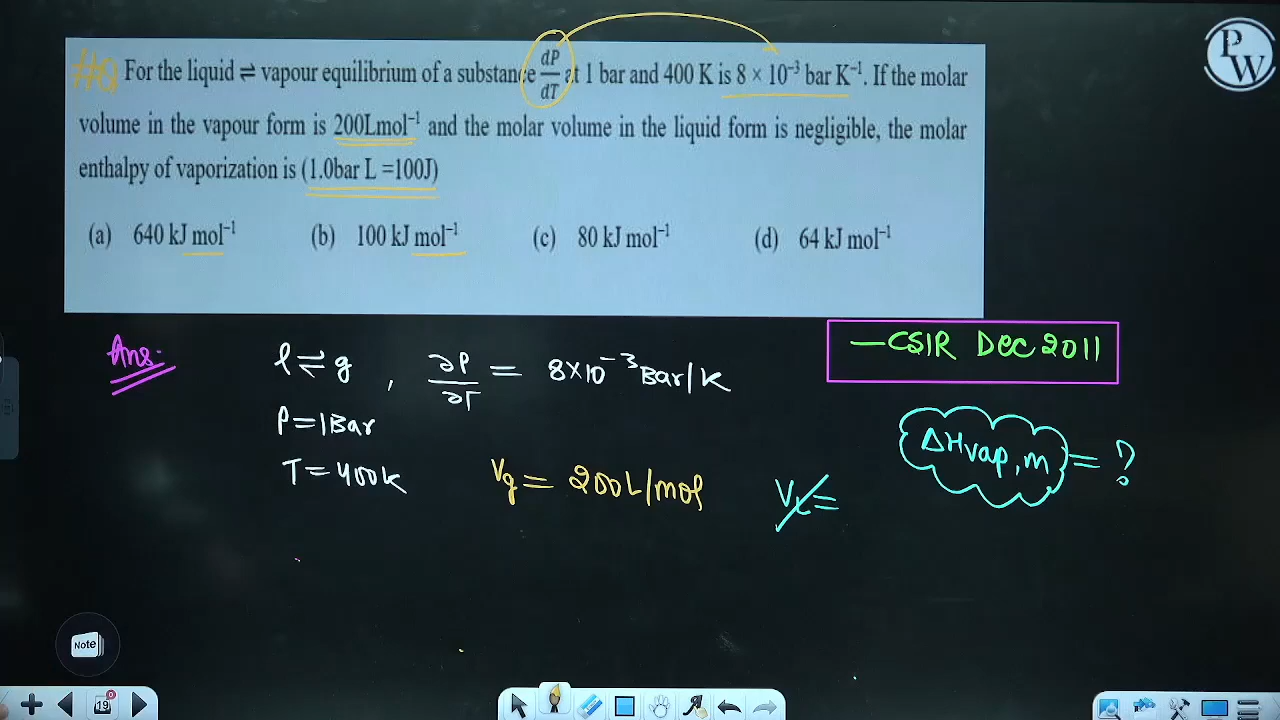 #Q For the liquid ⇌ vapour equilibrium of a substance dP/dT at 1 bar and 400 K is 8 × 10⁻³ bar K⁻¹. If the molar
volume in the vapour form is 200Lmol⁻¹ and the molar volume in the liquid form is negligible, the molar
enthalpy of vaporization is (1.0bar L =100J)
(a) 640 kJ mol⁻¹ (b) 100 kJ mol⁻¹ (c) 80 kJ mol⁻¹ (d) 64 kJ mol⁻¹
PW
Ans.
l ⇌ g , ∂P/∂T = 8×10⁻³ Bar/K
— CSIR Dec 2011
P = 1 Bar
T = 400K
Vg = 200L/mol
Vl =
ΔHvap,m = ?
Note
19
0